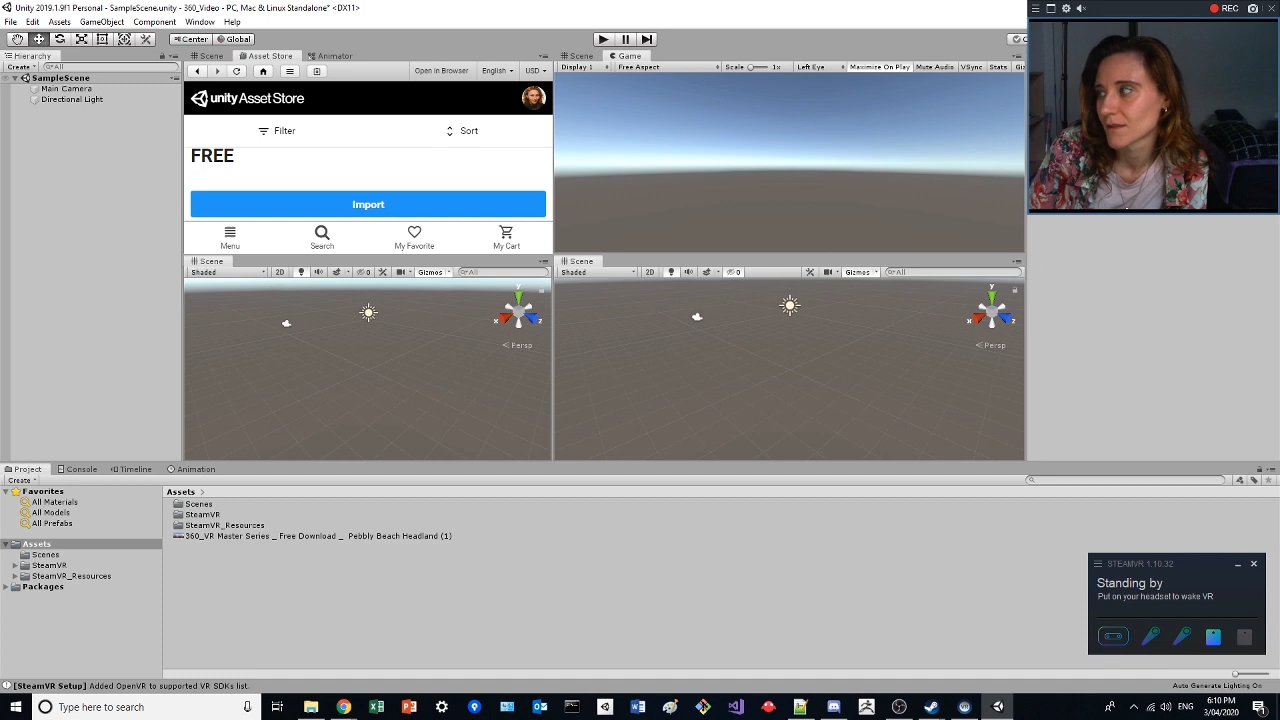 Unity 2019.1.9f1 Personal - SampleScene.unity - 360_Video - PC, Mac & Linux Standalone* <DX11>
REC
File Edit Assets GameObject Component Window Help
Center Global
Hierarchy
Scene Asset Store Animator
Scene Game
Create All
Open in Browser English USD
Display 1 Free Aspect Scale 1x Left Eye Maximize On Play Mute Audio VSync Stats
SampleScene
Main Camera
Directional Light
unity Asset Store
Filter Sort
FREE
Import
Menu Search My Favorite My Cart
Scene
Scene
Shaded 2D 0 Gizmos All
Shaded 2D 0 Gizmos All
y
x z
Persp
y
x z
Persp
Project Console Timeline Animation
Create
Favorites
All Materials
All Models
All Prefabs
Assets
Scenes
SteamVR
SteamVR_Resources
Packages
Assets >
Scenes
SteamVR
SteamVR_Resources
360_VR Master Series _ Free Download _ Pebbly Beach Headland (1)
STEAMVR 1.10.32
Standing by
Put on your headset to wake VR
[SteamVR Setup] Added OpenVR to supported VR SDKs list.
Auto Generate Lighting On
Type here to search
6:10 PM
3/04/2020